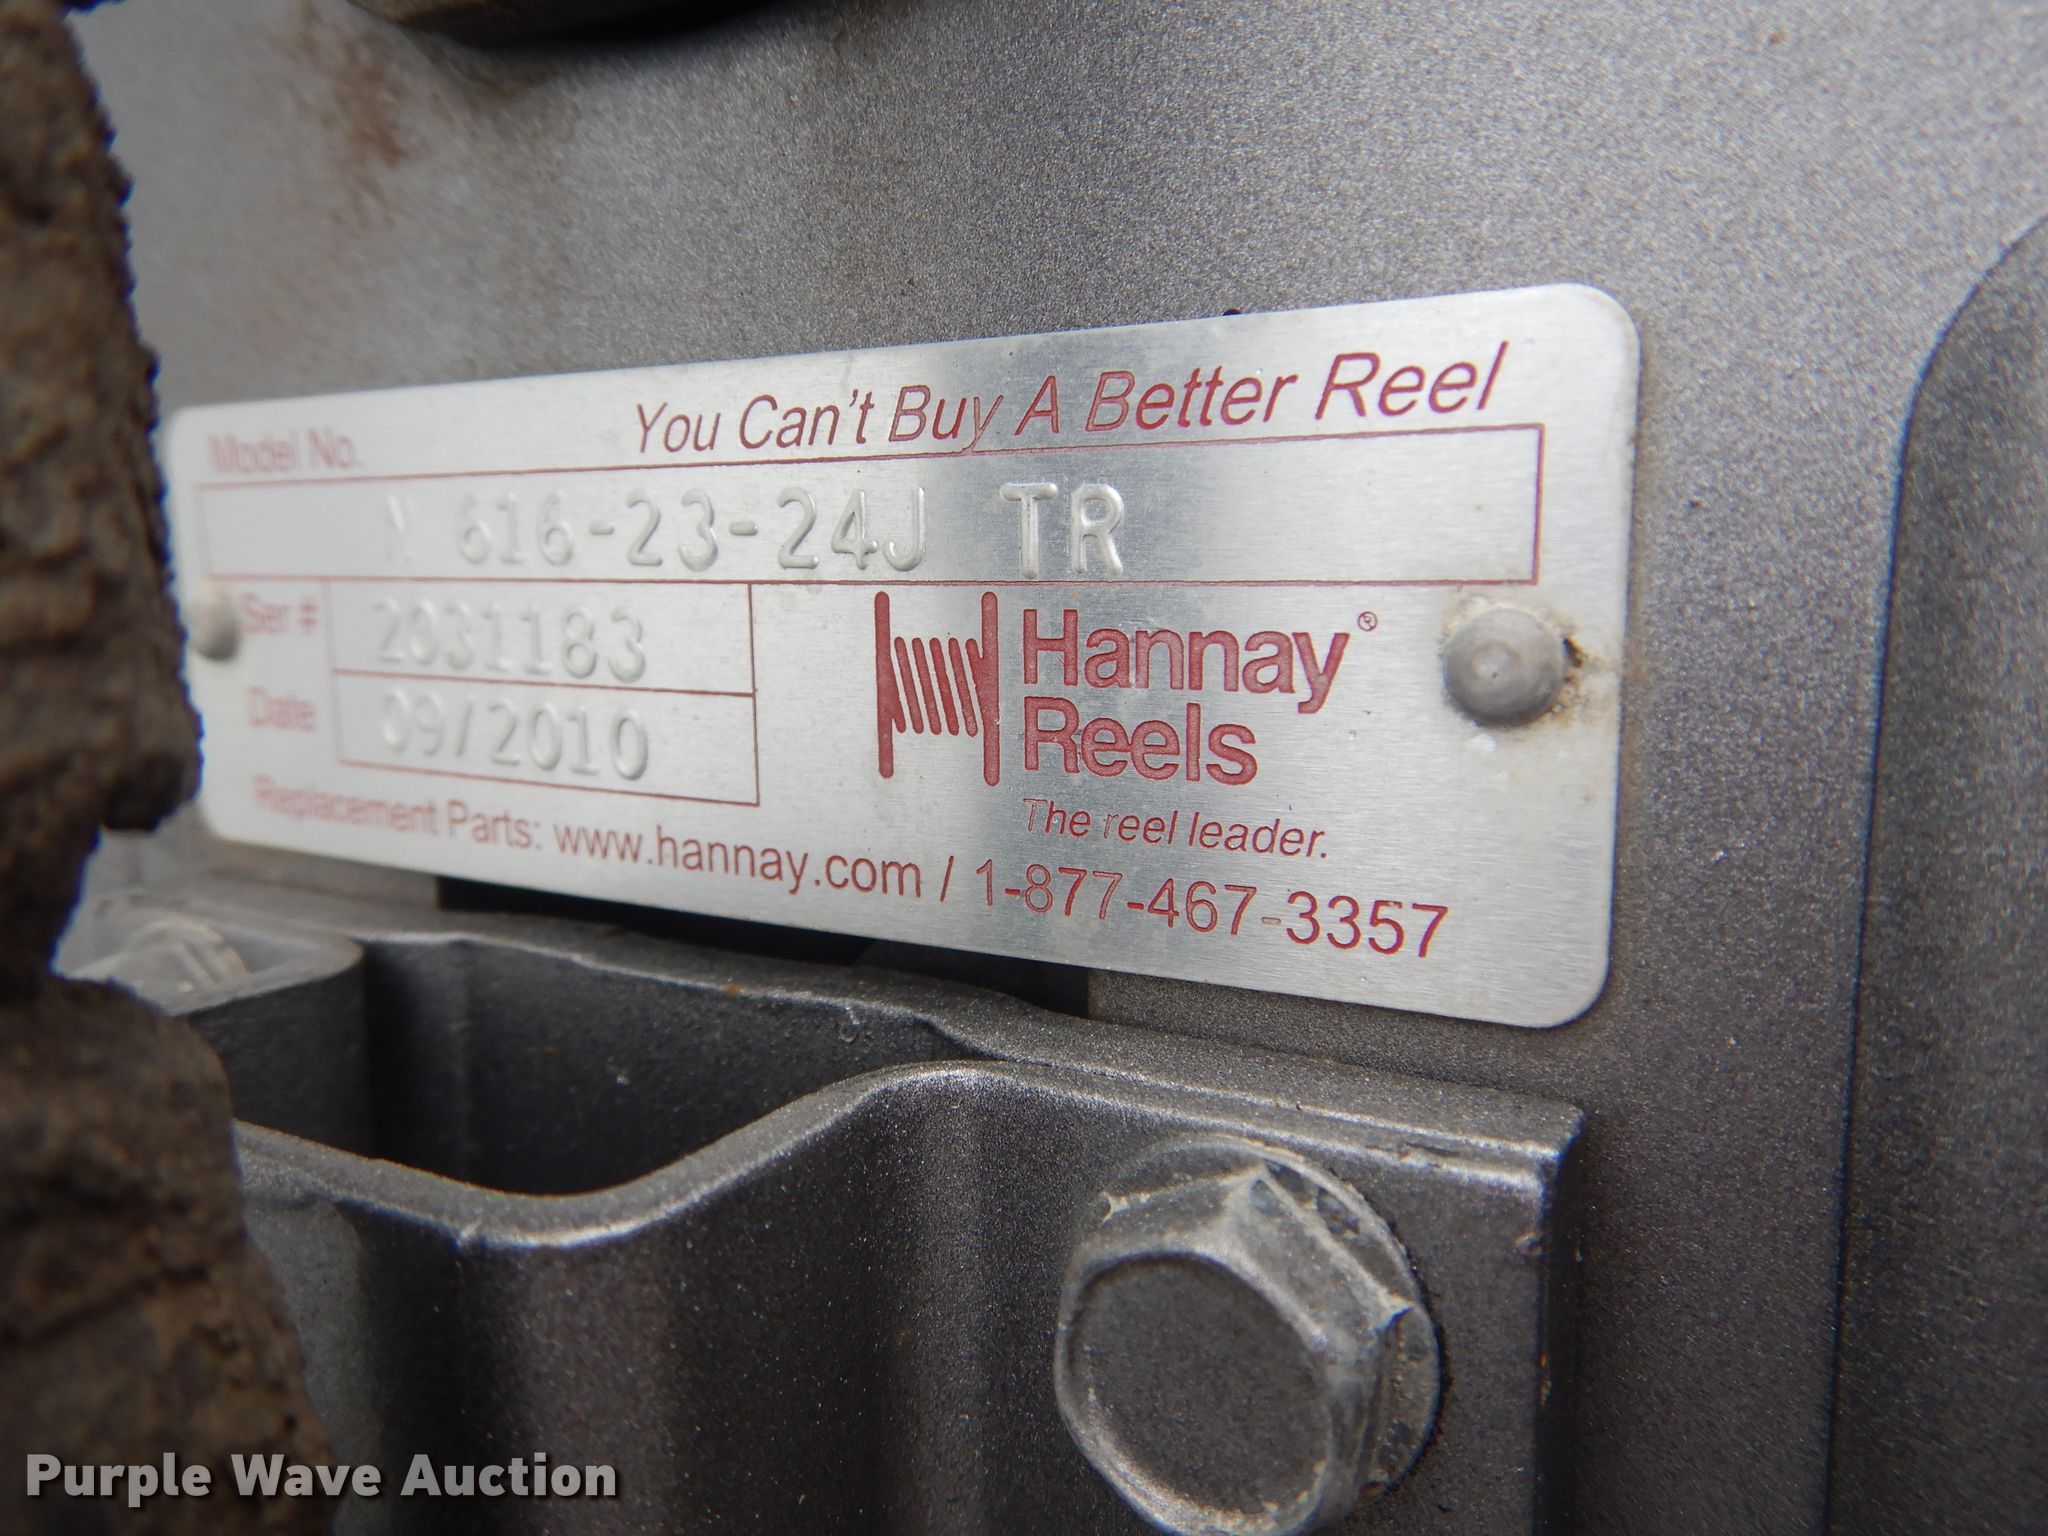 You Can't Buy A Better Reel
Model No.
N 616-23-24J TR
Ser # 2031183
Date 09/2010
Hannay®
Reels
The reel leader.
Replacement Parts: www.hannay.com / 1-877-467-3357
Purple Wave Auction